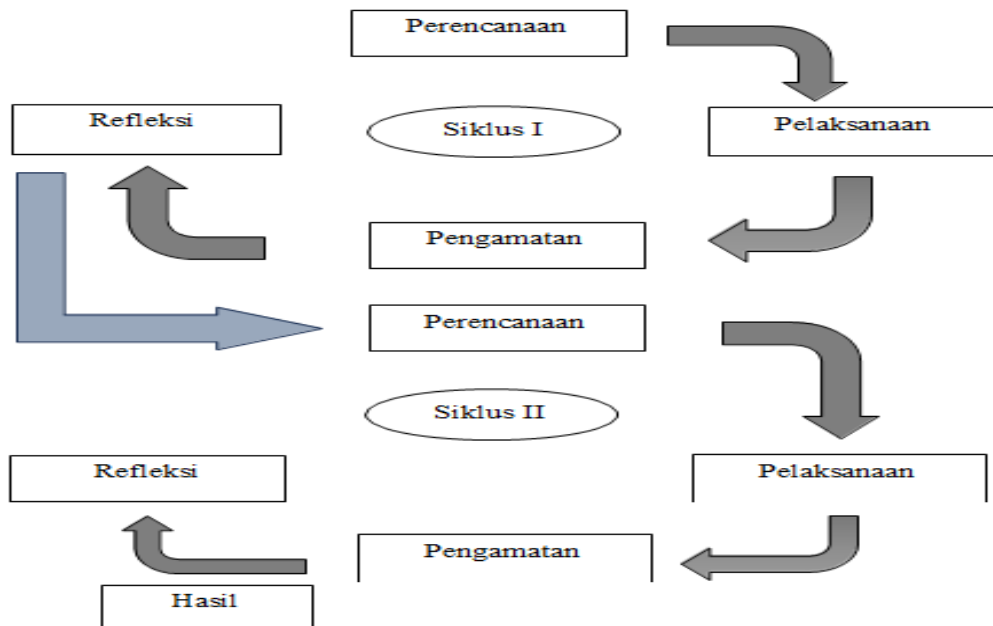 Perencanaan
Refleksi
Siklus I
Pelaksanaan
Pengamatan
Perencanaan
Siklus II
Refleksi
Pelaksanaan
Pengamatan
Hasil